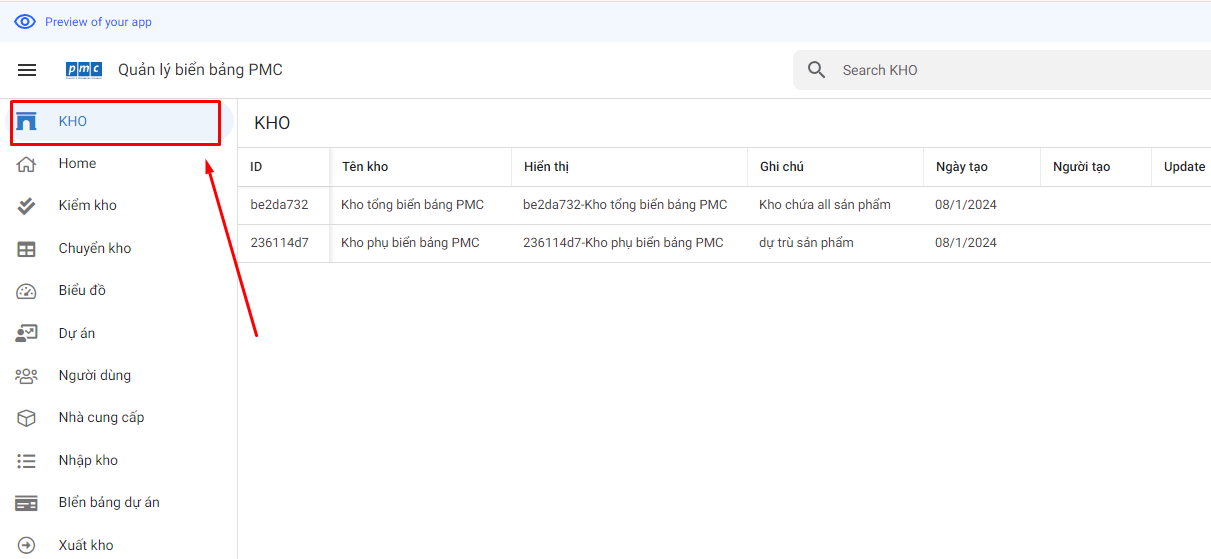 Preview of your app
pmc
Quản lý biển bảng PMC
Search KHO
KHO
Home
Kiểm kho
Chuyển kho
Biểu đồ
Dự án
Người dùng
Nhà cung cấp
Nhập kho
BIển bảng dự án
Xuất kho
KHO
ID Tên kho Hiển thị Ghi chú Ngày tạo Người tạo Update
be2da732 Kho tổng biển bảng PMC be2da732-Kho tổng biển bảng PMC Kho chứa all sản phẩm 08/1/2024
236114d7 Kho phụ biển bảng PMC 236114d7-Kho phụ biển bảng PMC dự trù sản phẩm 08/1/2024